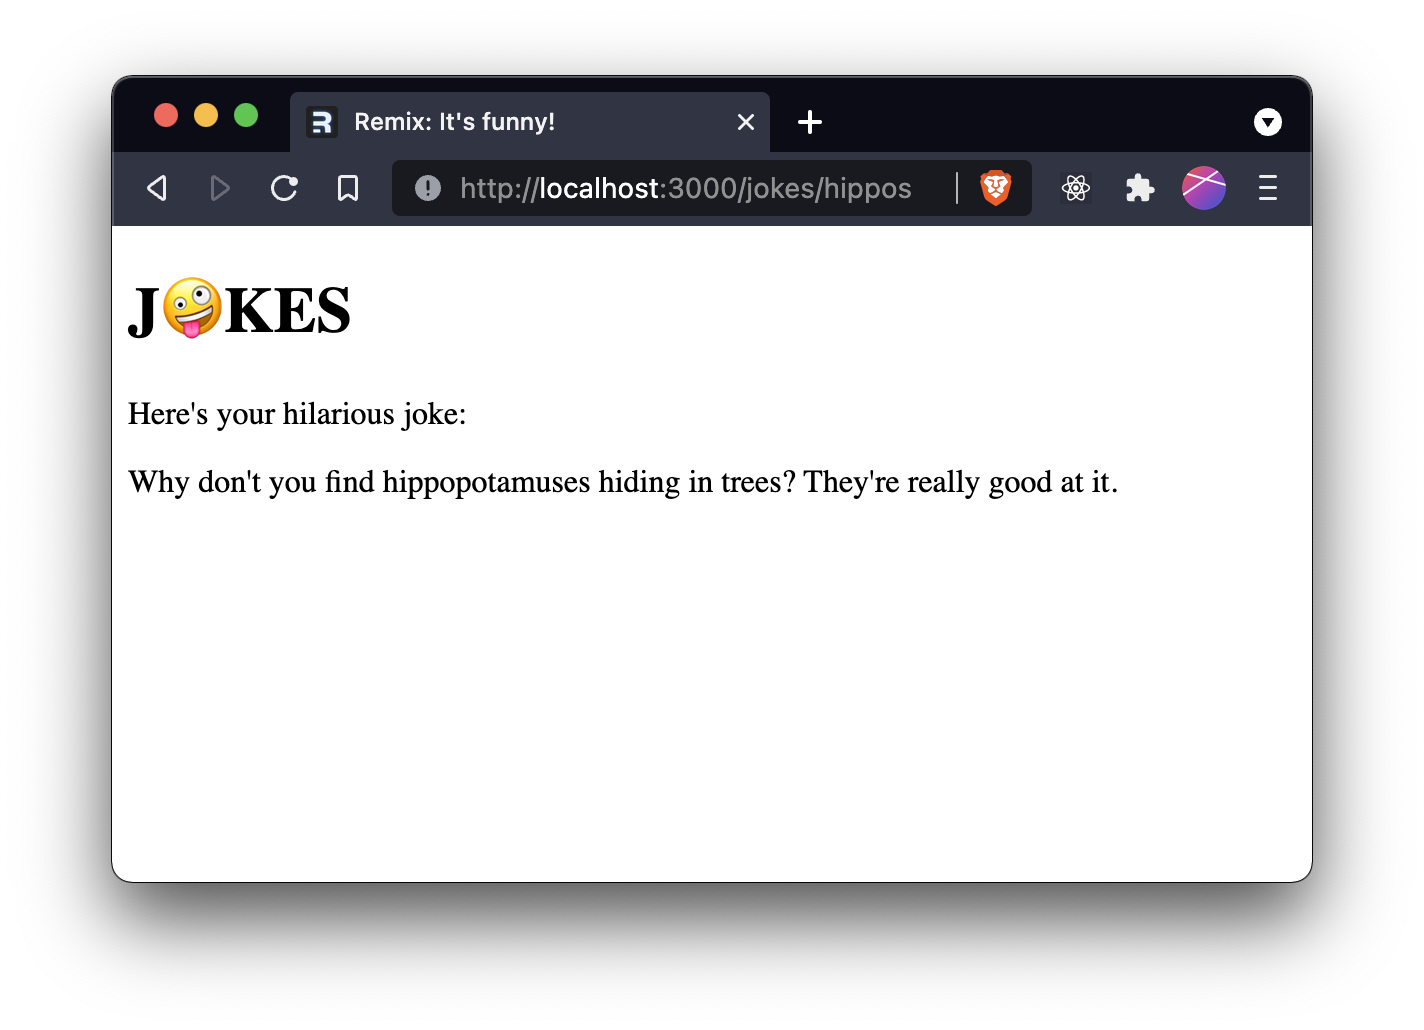 Remix: It's funny!
http://localhost:3000/jokes/hippos
J🤪KES
Here's your hilarious joke:
Why don't you find hippopotamuses hiding in trees? They're really good at it.